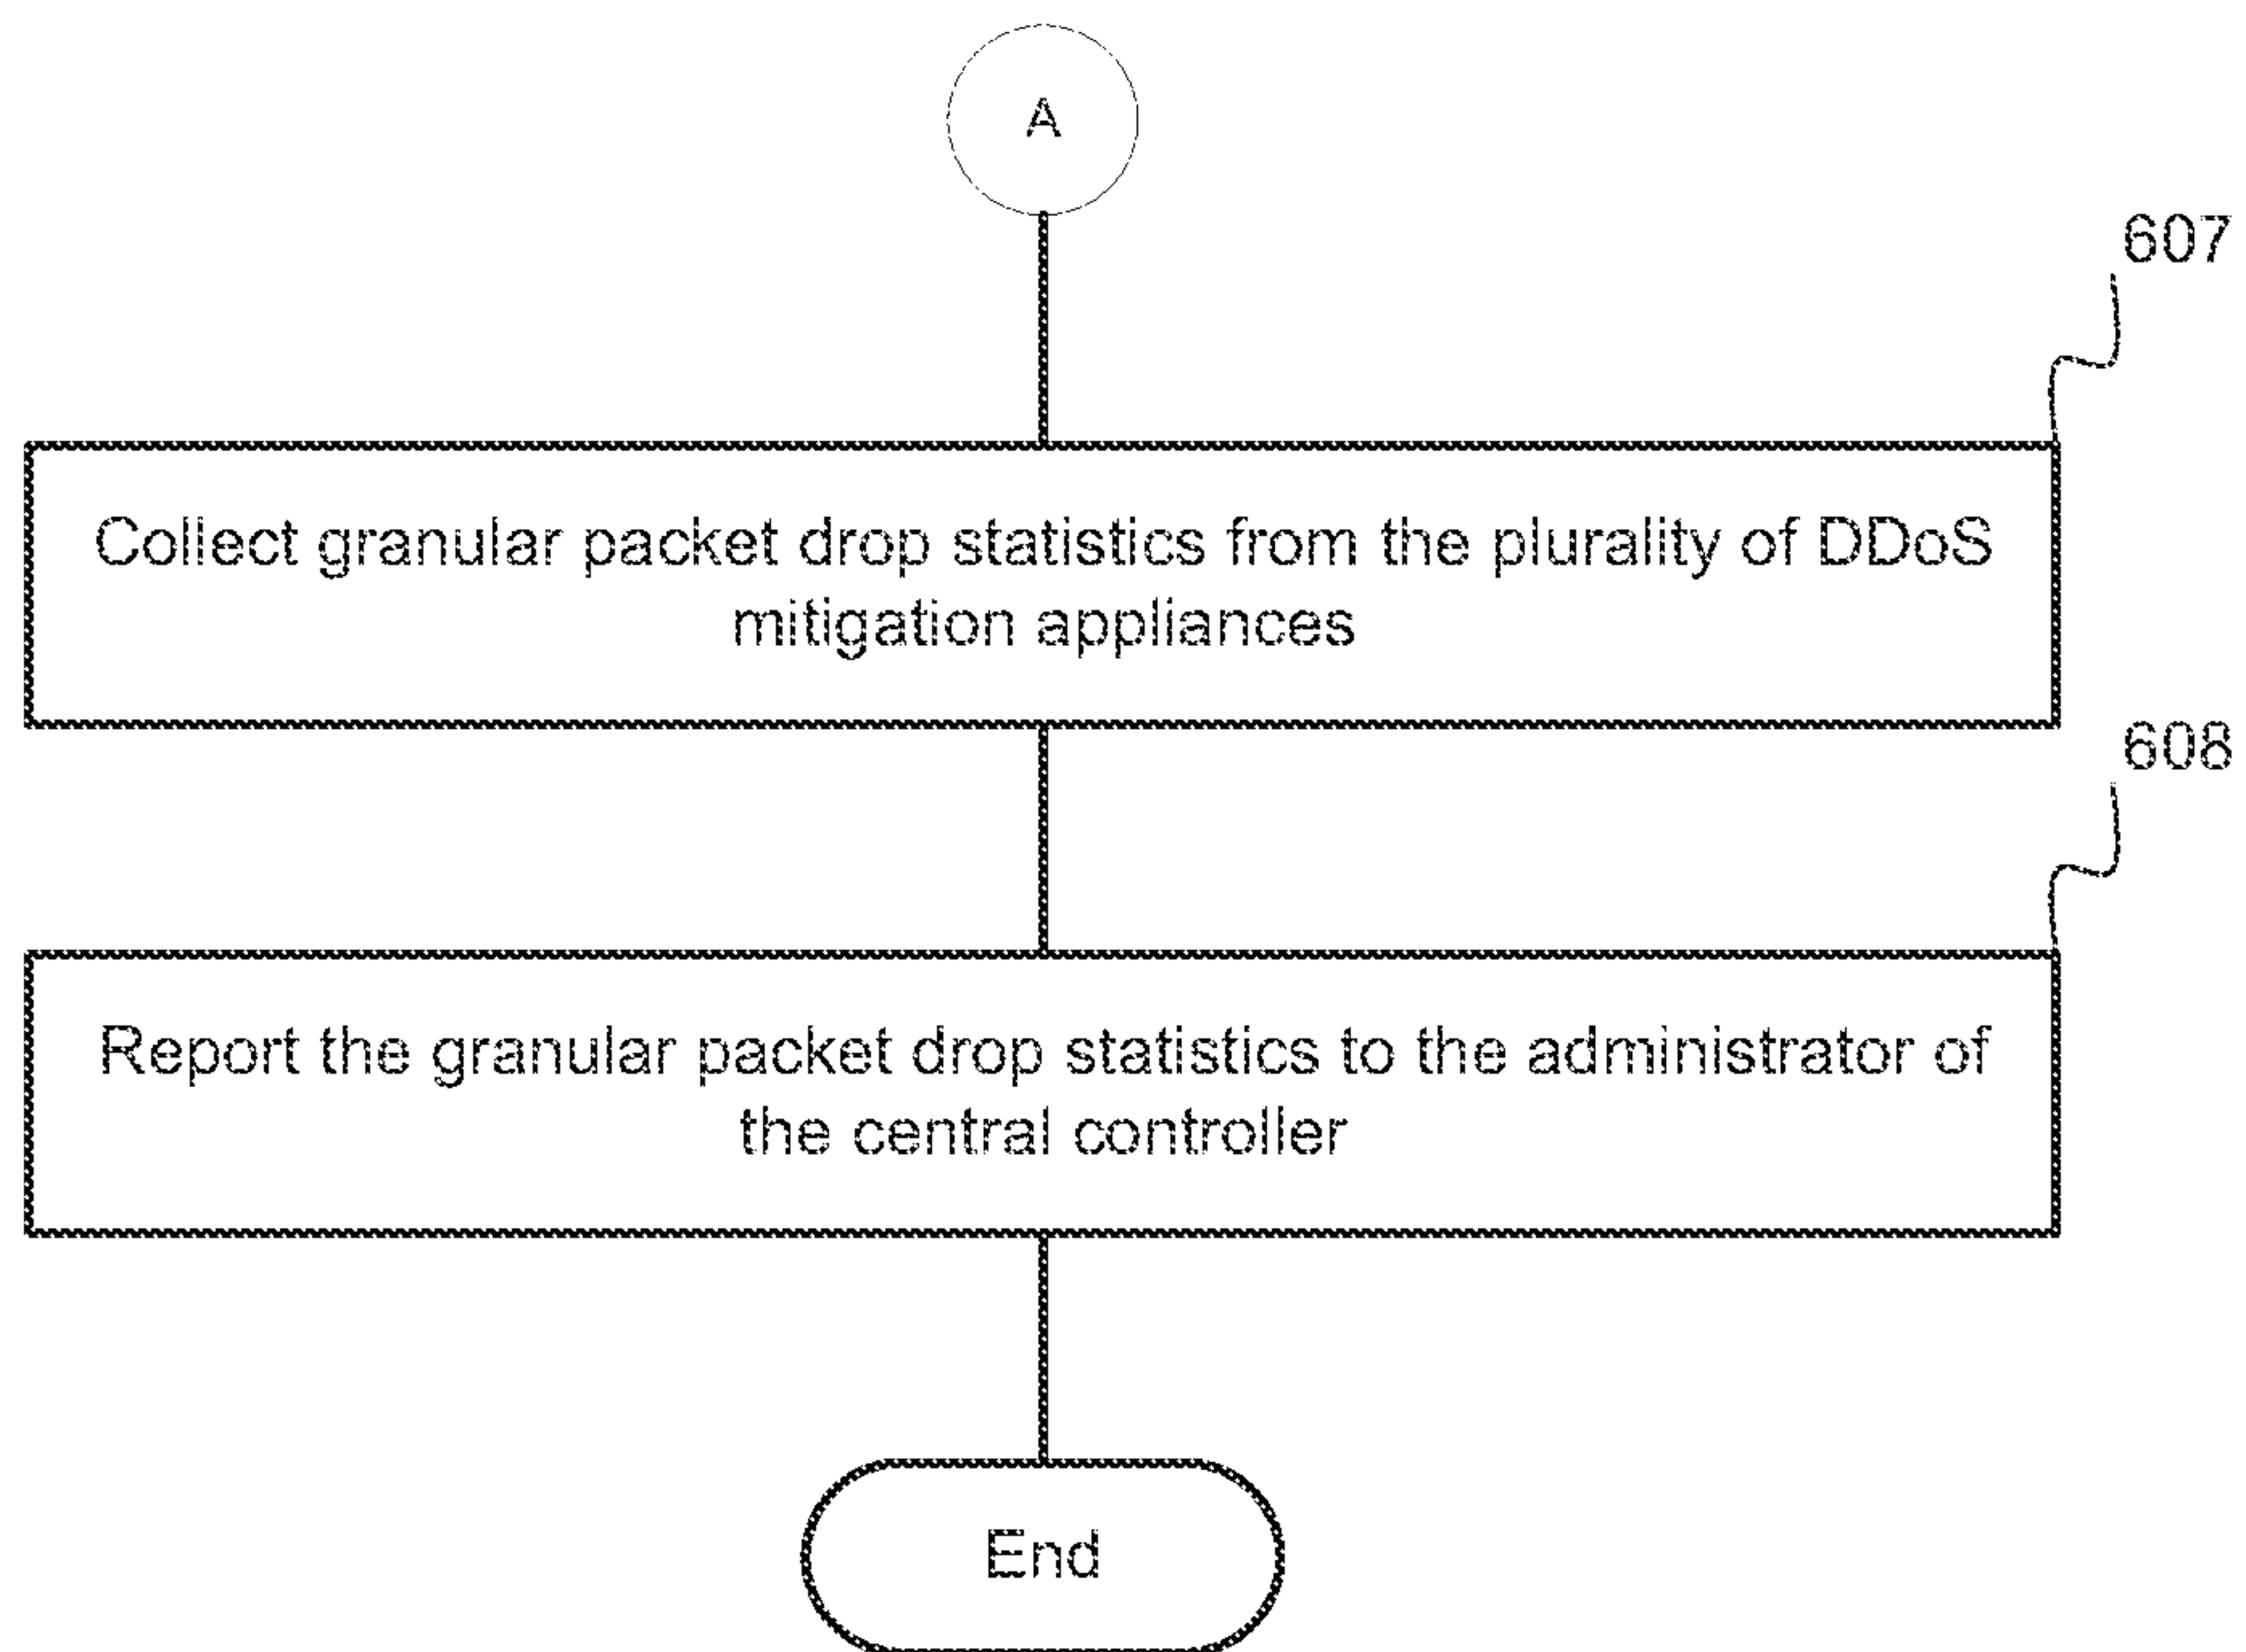 A
607
Collect granular packet drop statistics from the plurality of DDoS
mitigation appliances
608
Report the granular packet drop statistics to the administrator of
the central controller
End